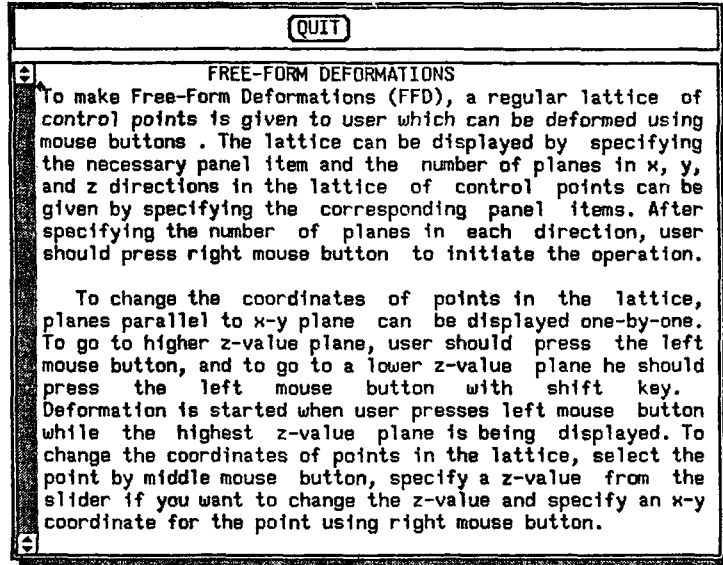 QUIT
FREE-FORM DEFORMATIONS
To make Free-Form Deformations (FFD), a regular lattice of
control points is given to user which can be deformed using
mouse buttons . The lattice can be displayed by specifying
the necessary panel item and the number of planes in x, y,
and z directions in the lattice of control points can be
given by specifying the corresponding panel items. After
specifying the number of planes in each direction, user
should press right mouse button to initiate the operation.
To change the coordinates of points in the lattice,
planes parallel to x-y plane can be displayed one-by-one.
To go to higher z-value plane, user should press the left
mouse button, and to go to a lower z-value plane he should
press the left mouse button with shift key.
Deformation is started when user presses left mouse button
while the highest z-value plane is being displayed. To
change the coordinates of points in the lattice, select the
point by middle mouse button, specify a z-value from the
slider if you want to change the z-value and specify an x-y
coordinate for the point using right mouse button.